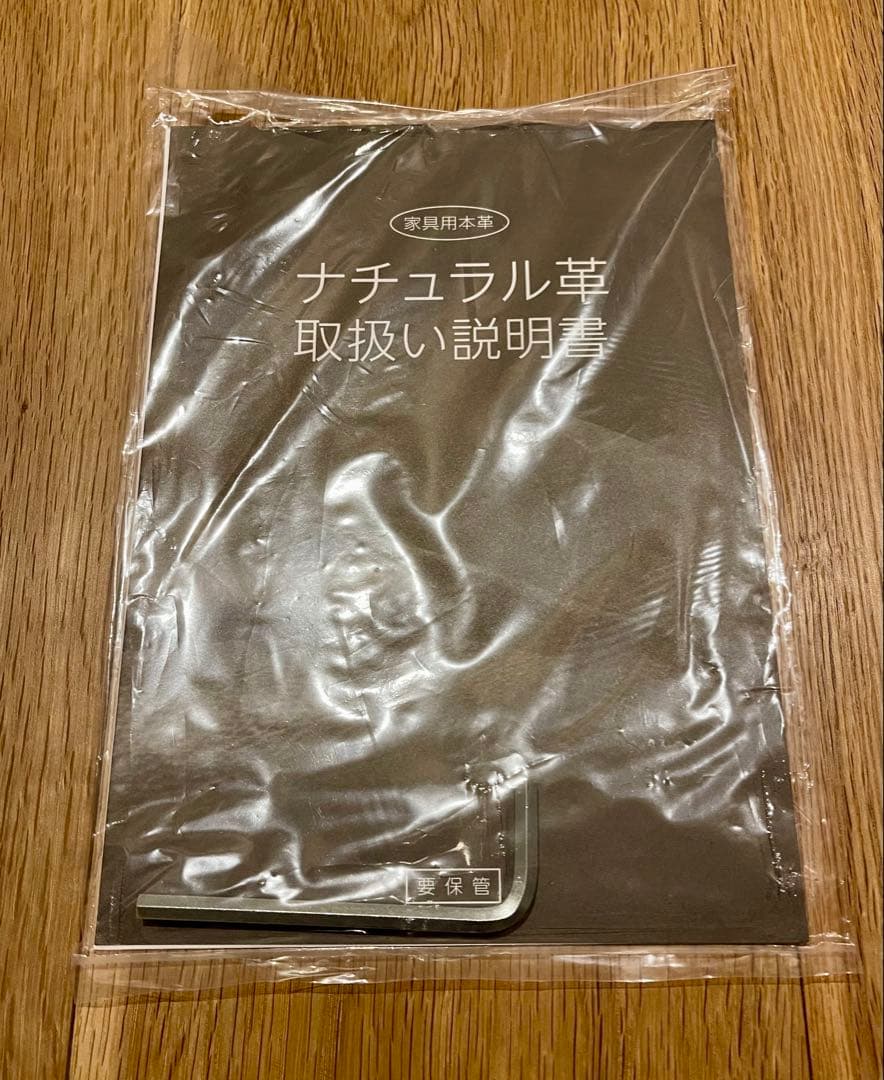 家具用本革
ナチュラル革
取扱い説明書
要保管